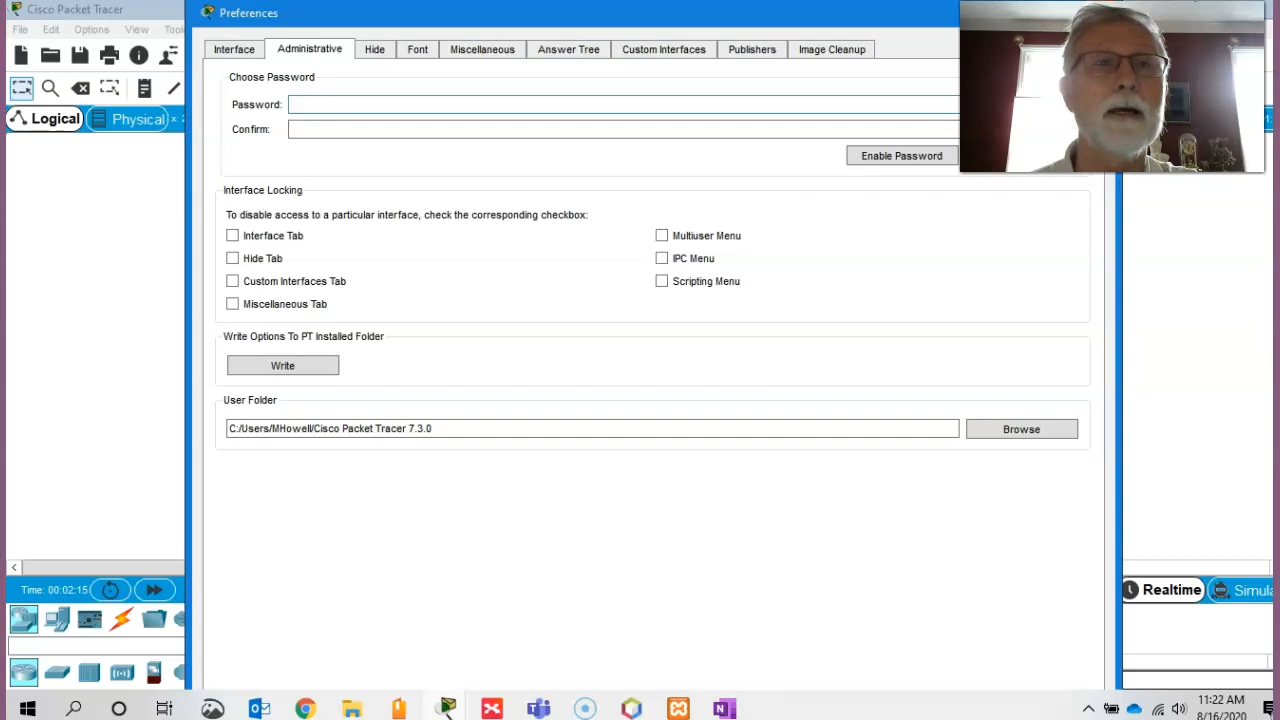 Cisco Packet Tracer
Preferences
File Edit Options View Tools
Interface Administrative Hide Font Miscellaneous Answer Tree Custom Interfaces Publishers Image Cleanup
Choose Password
Password:
Confirm:
Enable Password
Logical Physical x: 2
Interface Locking
To disable access to a particular interface, check the corresponding checkbox:
Interface Tab Multiuser Menu
Hide Tab IPC Menu
Custom Interfaces Tab Scripting Menu
Miscellaneous Tab
Write Options To PT Installed Folder
Write
User Folder
C:/Users/MHowell/Cisco Packet Tracer 7.3.0 Browse
Time: 00:02:15 Realtime Simula
11:22 AM
8/16/2020